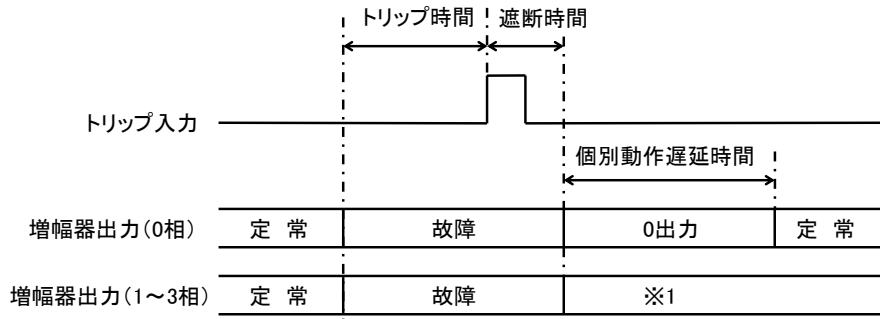 トリップ時間 遮断時間
トリップ入力
個別動作遅延時間
増幅器出力(0相) 定 常 故障 0出力 定 常
増幅器出力(1～3相) 定 常 故障 ※1